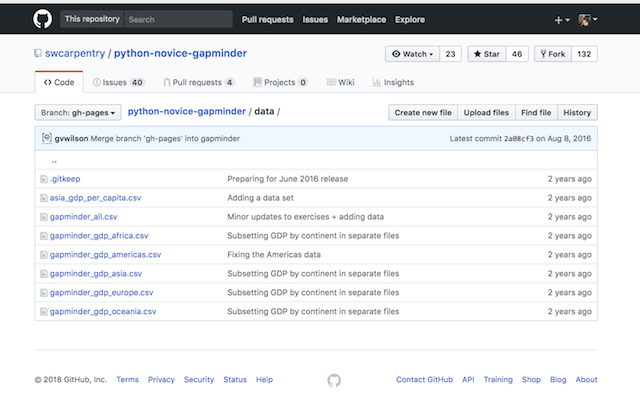 This repository Search Pull requests Issues Marketplace Explore
swcarpentry / python-novice-gapminder Watch 23 Star 46 Fork 132
Code Issues 40 Pull requests 4 Projects 0 Wiki Insights
Branch: gh-pages python-novice-gapminder / data / Create new file Upload files Find file History
gvwilson Merge branch 'gh-pages' into gapminder Latest commit 2a08cf3 on Aug 8, 2016
..
.gitkeep Preparing for June 2016 release 2 years ago
asia_gdp_per_capita.csv Adding a data set 2 years ago
gapminder_all.csv Minor updates to exercises + adding data 2 years ago
gapminder_gdp_africa.csv Subsetting GDP by continent in separate files 2 years ago
gapminder_gdp_americas.csv Fixing the Americas data 2 years ago
gapminder_gdp_asia.csv Subsetting GDP by continent in separate files 2 years ago
gapminder_gdp_europe.csv Subsetting GDP by continent in separate files 2 years ago
gapminder_gdp_oceania.csv Subsetting GDP by continent in separate files 2 years ago
© 2018 GitHub, Inc. Terms Privacy Security Status Help Contact GitHub API Training Shop Blog About